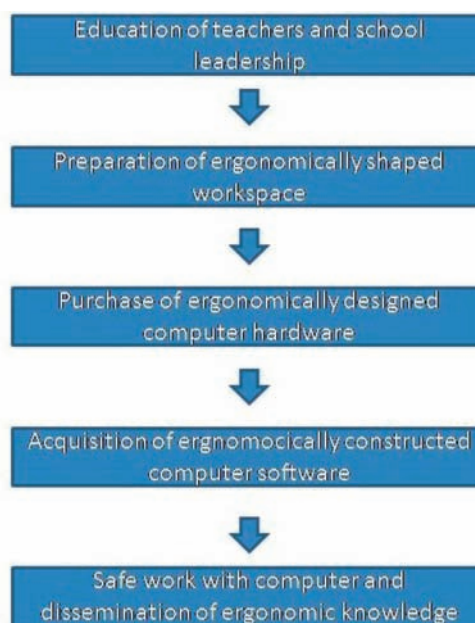 Education of teachers and school
leadership
Preparation of ergonomically shaped
workspace
Purchase of ergonomically designed
computer hardware
Acquisition of ergnomocically constructed
computer software
Safe work with computer and
dissemination of ergonomic knowledge